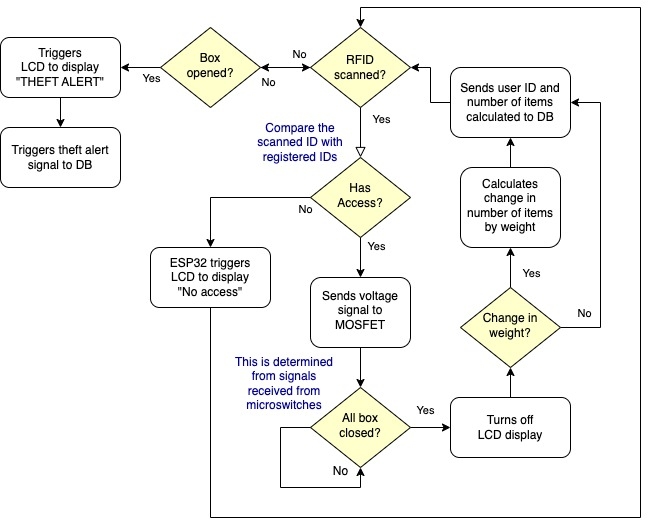 Triggers
LCD to display
"THEFT ALERT"
Yes
Box
opened?
No
No
RFID
scanned?
Sends user ID and
number of items
calculated to DB
Triggers theft alert
signal to DB
Compare the
scanned ID with
registered IDs
Yes
Has
Access?
No
Yes
Calculates
change in
number of items
by weight
ESP32 triggers
LCD to display
"No access"
Sends voltage
signal to
MOSFET
Yes
Change in
weight?
No
This is determined
from signals
received from
microswitches
All box
closed?
Yes
No
Turns off
LCD display